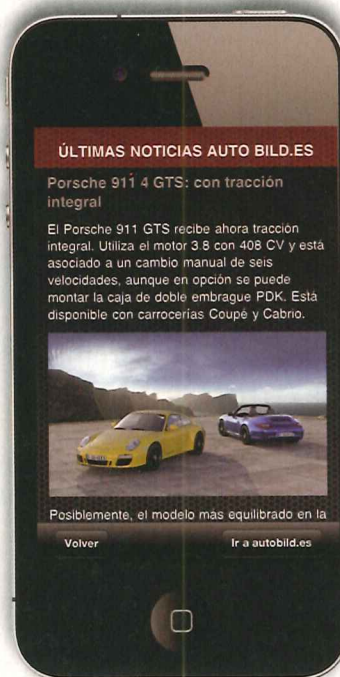 ÚLTIMAS NOTICIAS AUTO BILD.ES
Porsche 911 4 GTS: con tracción
integral
El Porsche 911 GTS recibe ahora tracción
integral. Utiliza el motor 3.8 con 408 CV y está
asociado a un cambio manual de seis
velocidades, aunque en opción se puede
montar la caja de doble embrague PDK. Está
disponible con carrocerías Coupé y Cabrio.
Posiblemente, el modelo más equilibrado en la
Volver
Ir a autobild.es